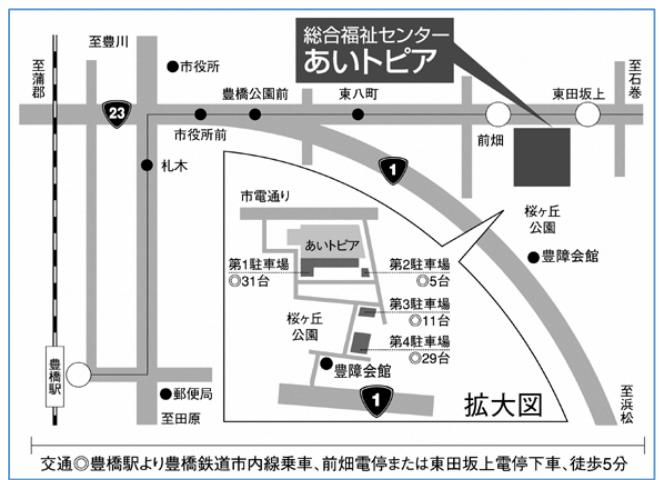 総合福祉センター
あいトピア
至豊川
市役所
至蒲郡
豊橋公園前
東八町
東田坂上
至石巻
23
市役所前
前畑
札木
1
桜ヶ丘
公園
豊障会館
市電通り
あいトピア
第1駐車場
◎31台
第2駐車場
◎5台
第3駐車場
◎11台
桜ヶ丘
公園
第4駐車場
◎29台
豊障会館
1
拡大図
豊橋駅
郵便局
至田原
至浜松
交通◎豊橋駅より豊橋鉄道市内線乗車、前畑電停または東田坂上電停下車、徒歩5分